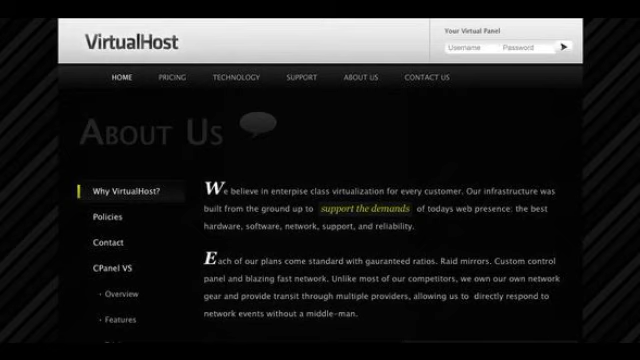 VirtualHost
Your Virtual Panel
Username Password
HOME PRICING TECHNOLOGY SUPPORT ABOUT US CONTACT US
ABOUT US
Why VirtualHost?
Policies
Contact
CPanel VS
· Overview
· Features
We believe in enterpise class virtualization for every customer. Our infrastructure was
built from the ground up to support the demands of todays web presence: the best
hardware, software, network, support, and reliability.
Each of our plans come standard with gauranteed ratios. Raid mirrors. Custom control
panel and blazing fast network. Unlike most of our competitors, we own our own network
gear and provide transit through multiple providers, allowing us to directly respond to
network events without a middle-man.